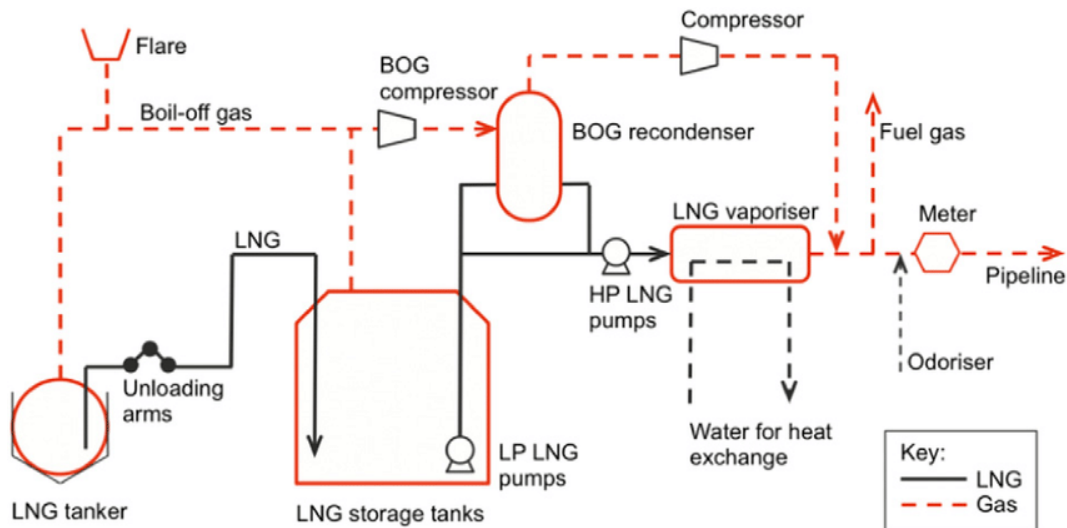 Flare
Boil-off gas
BOG
compressor
Compressor
BOG recondenser
Fuel gas
LNG
LNG vaporiser
Meter
HP LNG
pumps
Pipeline
Unloading
arms
Odoriser
LP LNG
pumps
Water for heat
exchange
LNG tanker
LNG storage tanks
Key:
LNG
Gas